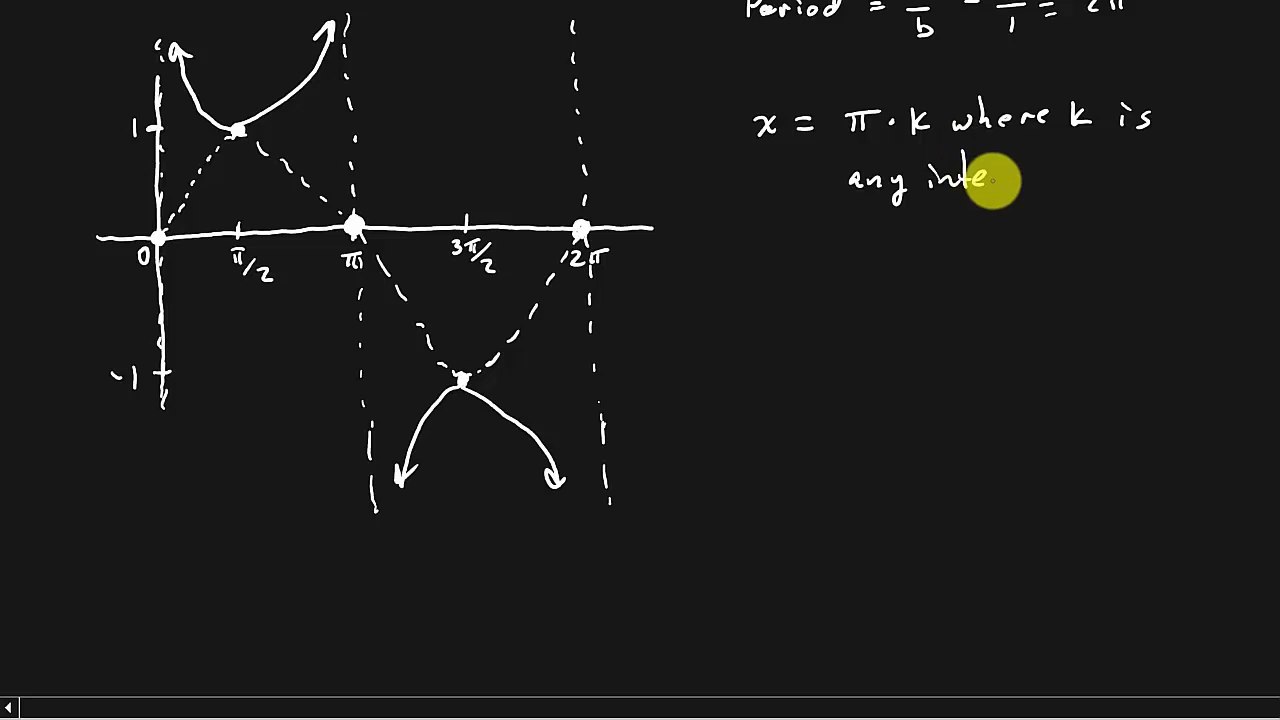 Period = — = — = 2π
b 1
x = π · k where k is
any inte
1
0 π/2 π 3π/2 2π
-1